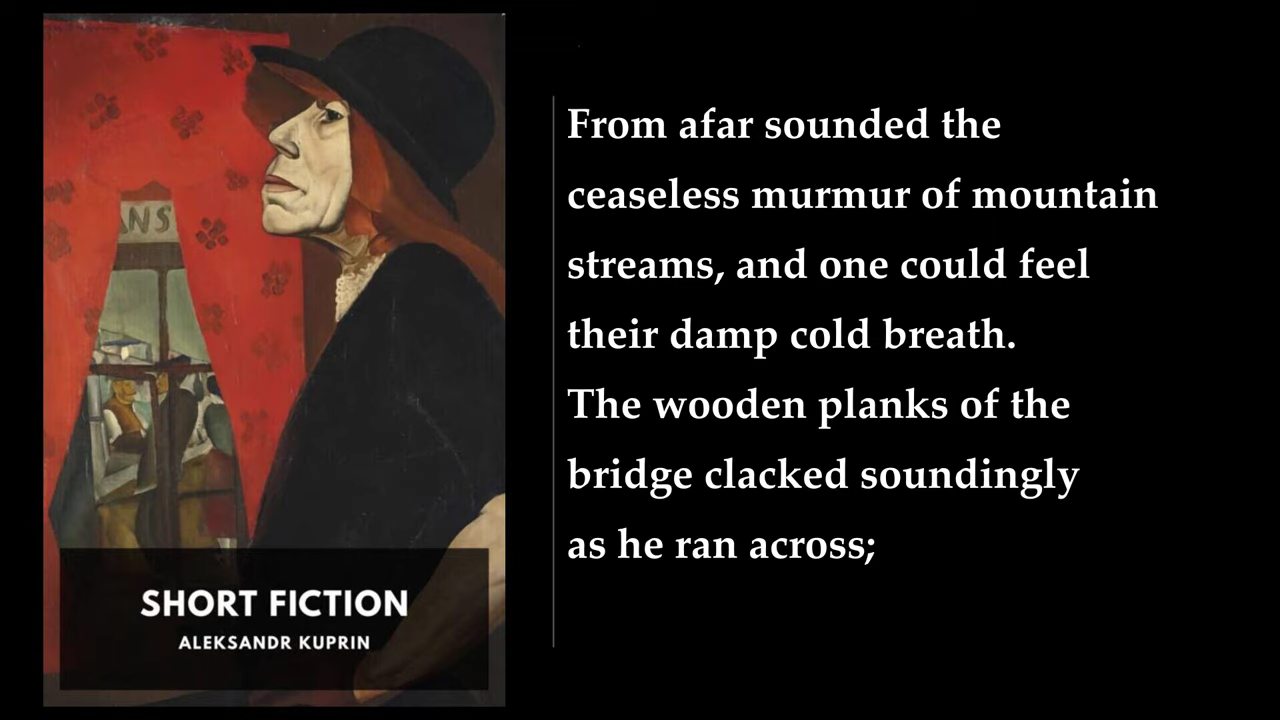 ANS
SHORT FICTION
ALEKSANDR KUPRIN
From afar sounded the
ceaseless murmur of mountain
streams, and one could feel
their damp cold breath.
The wooden planks of the
bridge clacked soundingly
as he ran across;